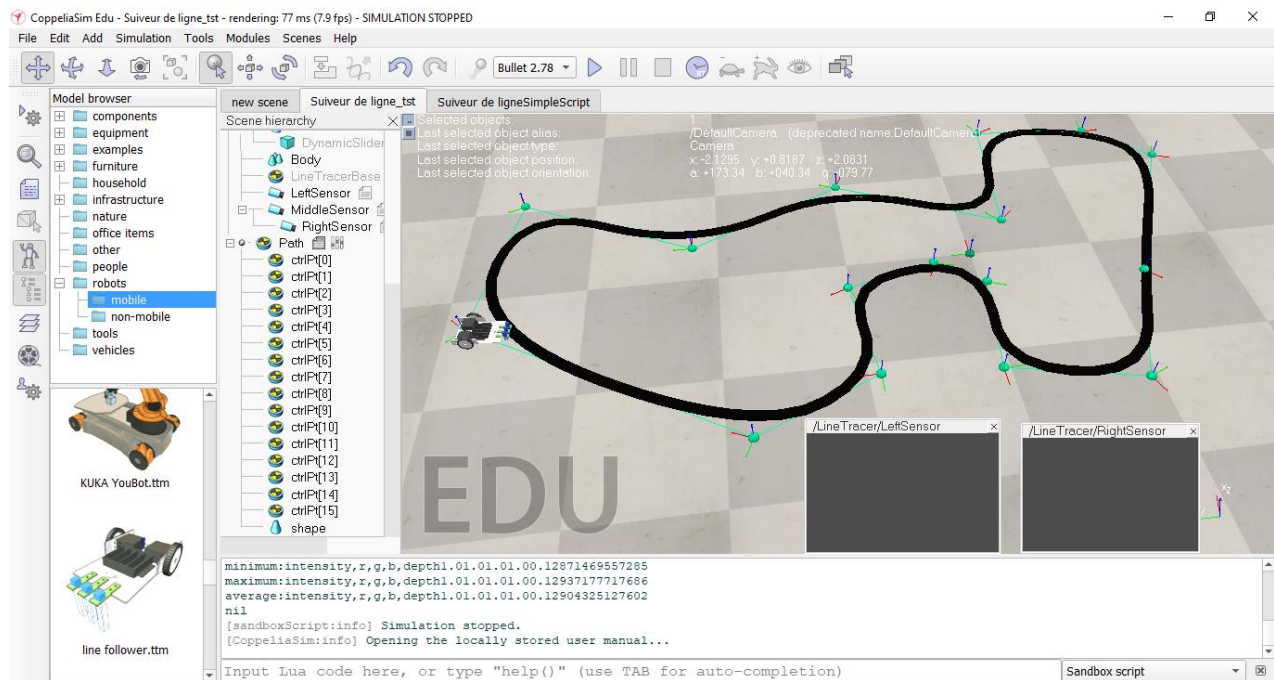 CoppeliaSim Edu - Suiveur de ligne_tst - rendering: 77 ms (7.9 fps) - SIMULATION STOPPED
File Edit Add Simulation Tools Modules Scenes Help
Bullet 2.78
Model browser
components
equipment
examples
furniture
household
infrastructure
nature
office items
other
people
robots
mobile
non-mobile
tools
vehicles
KUKA YouBot.ttm
line follower.ttm
new scene Suiveur de ligne_tst Suiveur de ligneSimpleScript
Scene hierarchy
DynamicSlider
Body
LineTracerBase
LeftSensor
MiddleSensor
RightSensor
Path
ctrlPt[0]
ctrlPt[1]
ctrlPt[2]
ctrlPt[3]
ctrlPt[4]
ctrlPt[5]
ctrlPt[6]
ctrlPt[7]
ctrlPt[8]
ctrlPt[9]
ctrlPt[10]
ctrlPt[11]
ctrlPt[12]
ctrlPt[13]
ctrlPt[14]
ctrlPt[15]
shape
Selected objects: 1
Last selected object alias: /DefaultCamera (deprecated name:DefaultCamera)
Last selected object type: Camera
Last selected object position: x: -2.1295 y: +0.8187 z: +2.0831
Last selected object orientation: a: +173.34 b: -040.34 g: -079.77
/LineTracer/LeftSensor
/LineTracer/RightSensor
EDU
minimum:intensity,r,g,b,depth1.01.01.01.00.12871469557285
maximum:intensity,r,g,b,depth1.01.01.01.00.12937177717686
average:intensity,r,g,b,depth1.01.01.01.00.12904325127602
nil
[sandboxScript:info] Simulation stopped.
[CoppeliaSim:info] Opening the locally stored user manual...
Input Lua code here, or type "help()" (use TAB for auto-completion)
Sandbox script